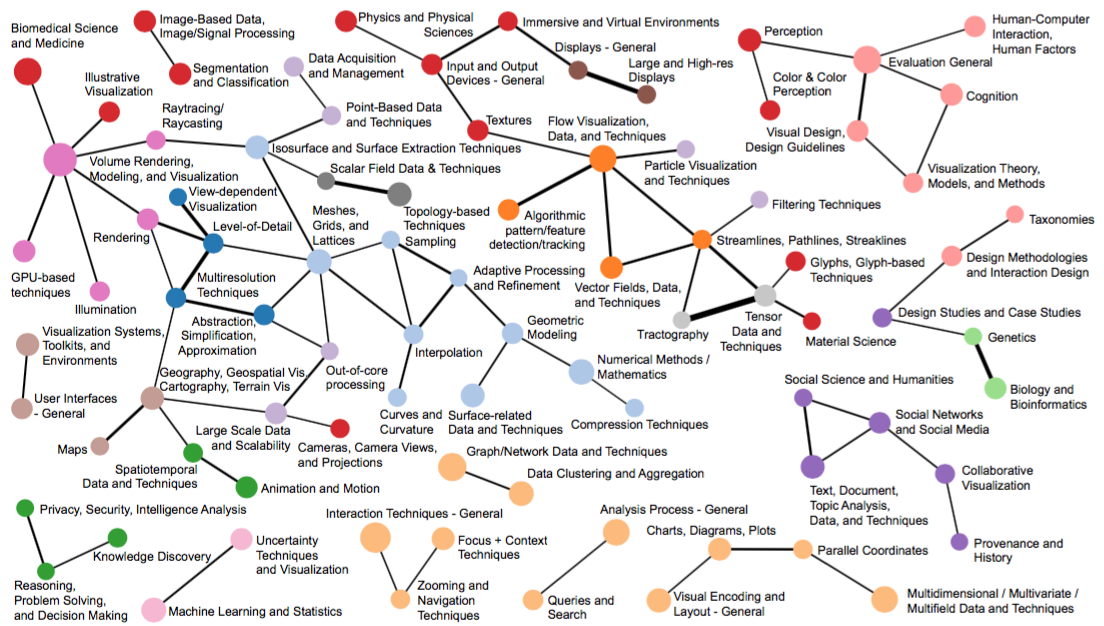 Biomedical Science
and Medicine
Image-Based Data,
Image/Signal Processing
Physics and Physical
Sciences
Immersive and Virtual Environments
Perception
Human-Computer
Interaction,
Human Factors
Illustrative
Visualization
Segmentation
and Classification
Data Acquisition
and Management
Input and Output
Devices - General
Displays - General
Large and High-res
Displays
Color & Color
Perception
Evaluation General
Cognition
Raytracing/
Raycasting
Point-Based Data
and Techniques
Textures
Flow Visualization,
Data, and Techniques
Visual Design,
Design Guidelines
Isosurface and Surface Extraction Techniques
Volume Rendering,
Modeling, and Visualization
Scalar Field Data & Techniques
Particle Visualization
and Techniques
Visualization Theory,
Models, and Methods
View-dependent
Visualization
Meshes,
Grids, and
Lattices
Topology-based
Techniques
Algorithmic
pattern/feature
detection/tracking
Filtering Techniques
Taxonomies
Rendering
Level-of-Detail
Sampling
Streamlines, Pathlines, Streaklines
GPU-based
techniques
Illumination
Multiresolution
Techniques
Adaptive Processing
and Refinement
Vector Fields, Data,
and Techniques
Glyphs, Glyph-based
Techniques
Design Methodologies
and Interaction Design
Visualization Systems,
Toolkits, and
Environments
Abstraction,
Simplification,
Approximation
Interpolation
Geometric
Modeling
Tractography
Tensor
Data and
Techniques
Material Science
Design Studies and Case Studies
Genetics
Geography, Geospatial Vis,
Cartography, Terrain Vis
Out-of-core
processing
Numerical Methods /
Mathematics
Social Science and Humanities
Biology and
Bioinformatics
User Interfaces
- General
Large Scale Data
and Scalability
Curves and
Curvature
Surface-related
Data and Techniques
Compression Techniques
Social Networks
and Social Media
Maps
Cameras, Camera Views,
and Projections
Graph/Network Data and Techniques
Spatiotemporal
Data and Techniques
Animation and Motion
Data Clustering and Aggregation
Text, Document,
Topic Analysis,
Data, and Techniques
Collaborative
Visualization
Privacy, Security, Intelligence Analysis
Interaction Techniques - General
Analysis Process - General
Charts, Diagrams, Plots
Knowledge Discovery
Uncertainty
Techniques
and Visualization
Focus + Context
Techniques
Parallel Coordinates
Provenance and
History
Reasoning,
Problem Solving,
and Decision Making
Machine Learning and Statistics
Zooming and
Navigation
Techniques
Queries and
Search
Visual Encoding and
Layout - General
Multidimensional / Multivariate /
Multifield Data and Techniques